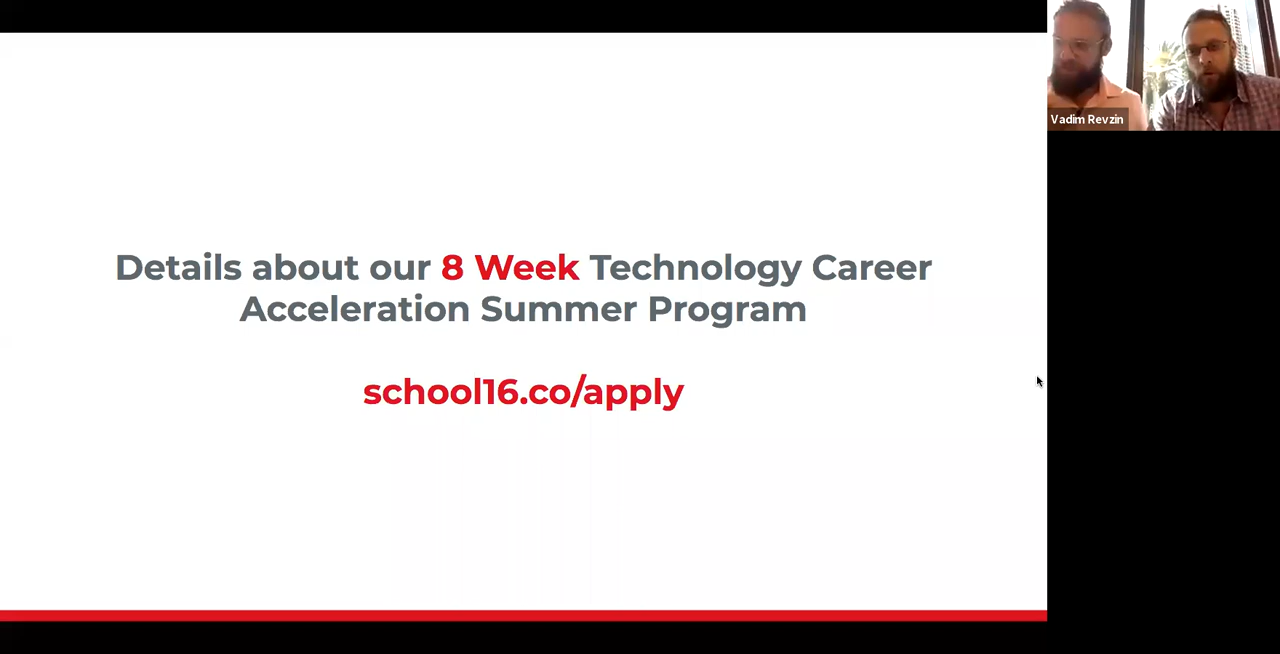 Vadim Revzin
Details about our 8 Week Technology Career
Acceleration Summer Program
school16.co/apply